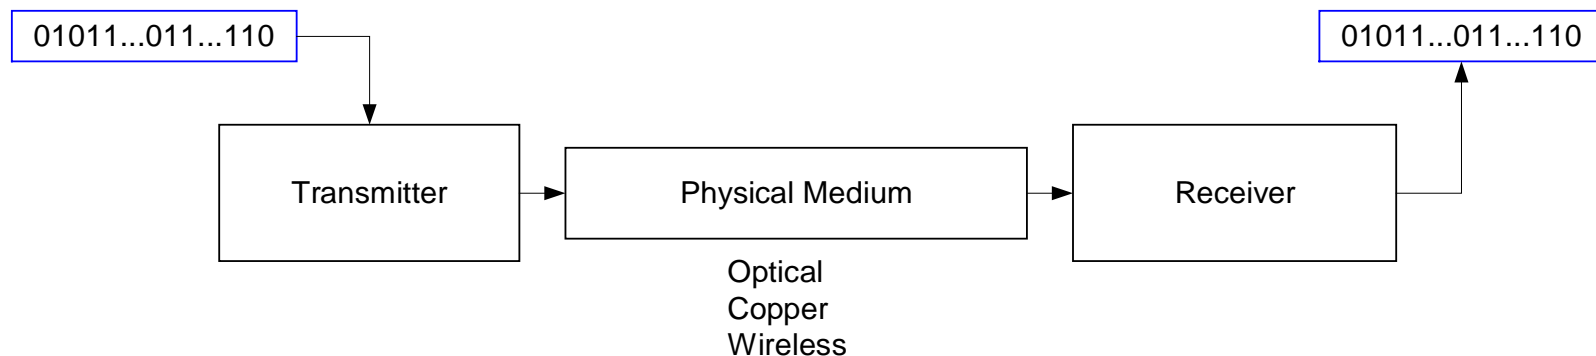 01011...011...110
01011...011...110
Transmitter
Physical Medium
Receiver
Optical
Copper
Wireless